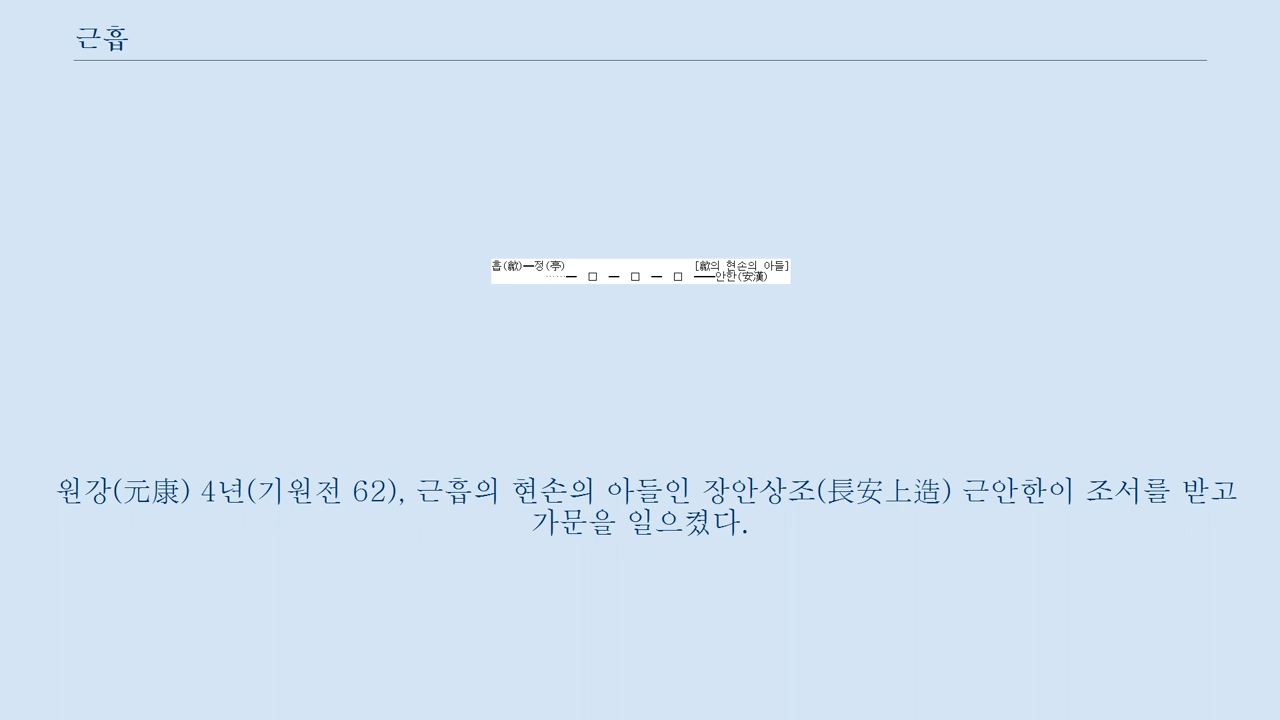 근흡
흡(歙)━정(亭) [歙의 현손의 아들]
……━ □ ━ □ ━ □ ━━안한(安漢)
원강(元康) 4년(기원전 62), 근흡의 현손의 아들인 장안상조(長安上造) 근안한이 조서를 받고
가문을 일으켰다.